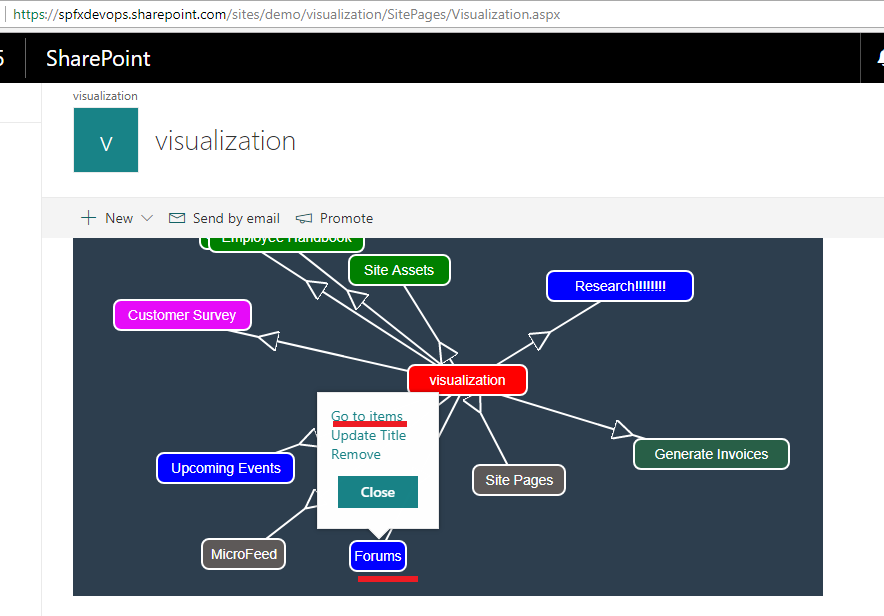 https://spfxdevops.sharepoint.com/sites/demo/visualization/SitePages/Visualization.aspx
SharePoint
visualization
V
visualization
New
Send by email
Promote
Employee Handbook
Site Assets
Research!!!!!!!!
Customer Survey
visualization
Go to items
Update Title
Remove
Close
Generate Invoices
Upcoming Events
Site Pages
MicroFeed
Forums